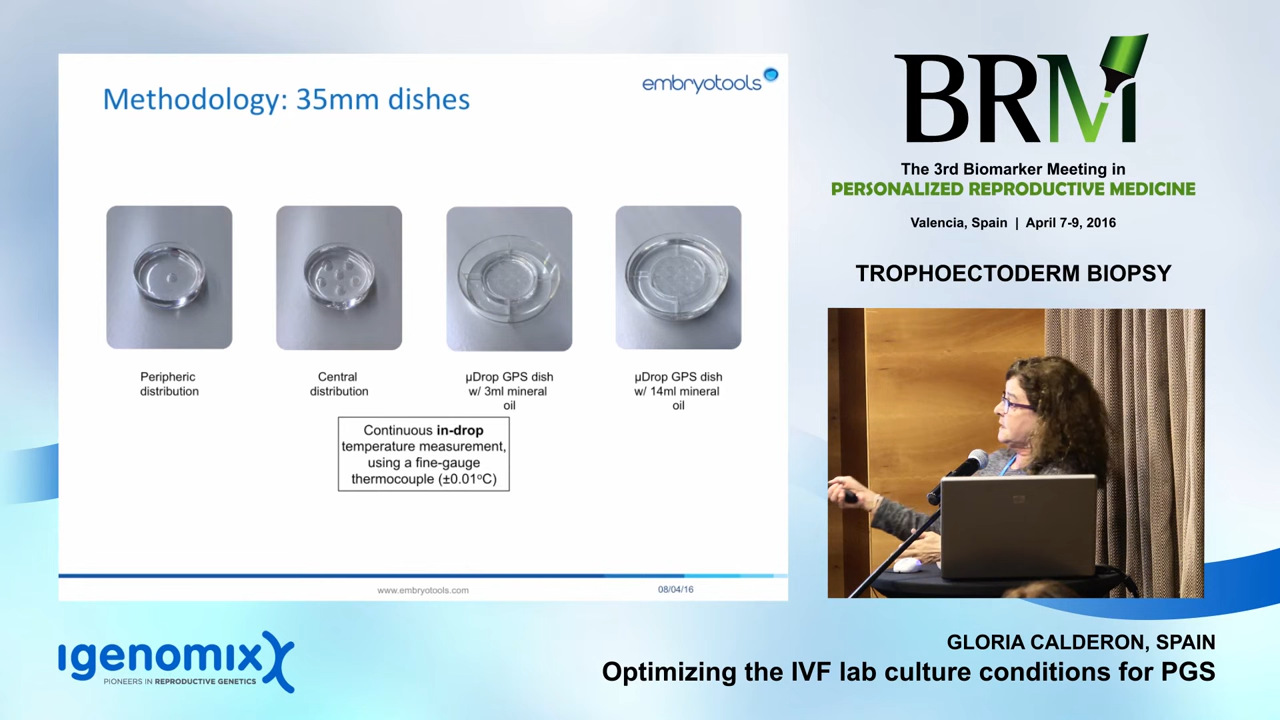 Methodology: 35mm dishes
embryotools
Peripheric
distribution
Central
distribution
µDrop GPS dish
w/ 3ml mineral
oil
µDrop GPS dish
w/ 14ml mineral
oil
Continuous in-drop
temperature measurement,
using a fine-gauge
thermocouple (±0.01ºC)
www.embryotools.com
08/04/16
BRM
The 3rd Biomarker Meeting in
PERSONALIZED REPRODUCTIVE MEDICINE
Valencia, Spain | April 7-9, 2016
TROPHOECTODERM BIOPSY
igenomix
PIONEERS IN REPRODUCTIVE GENETICS
GLORIA CALDERON, SPAIN
Optimizing the IVF lab culture conditions for PGS